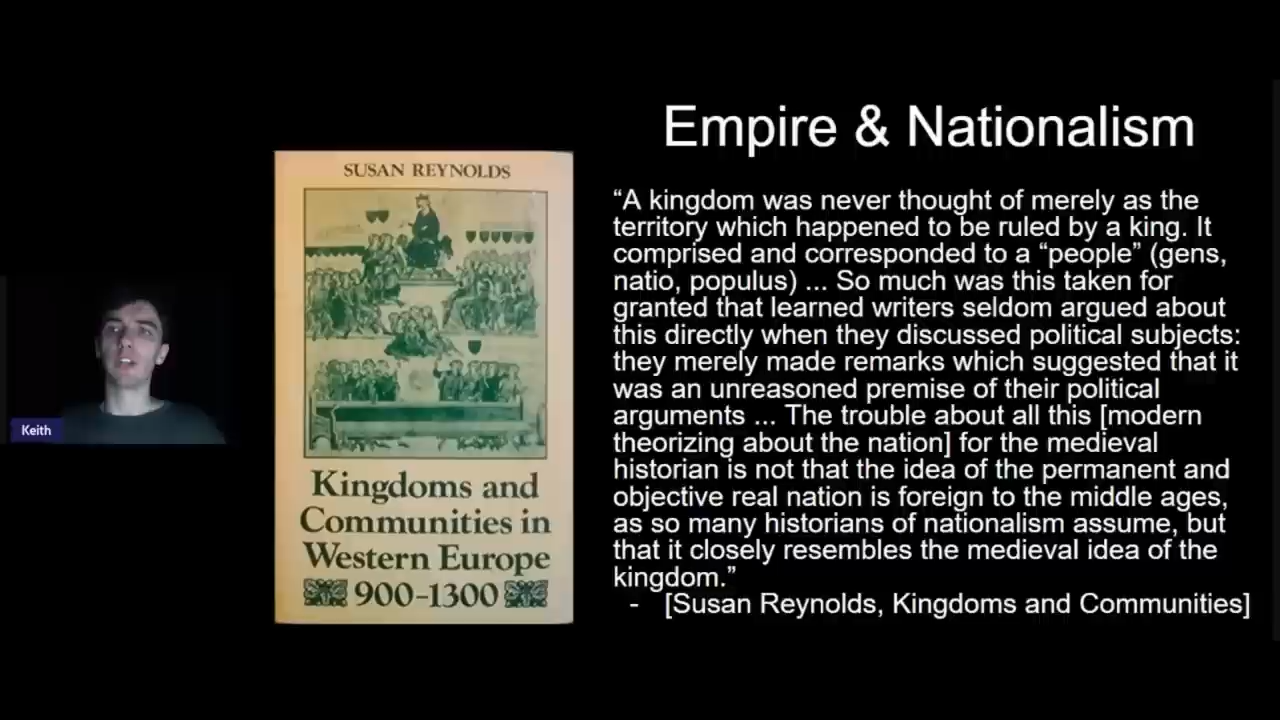 Empire & Nationalism
SUSAN REYNOLDS
Kingdoms and
Communities in
Western Europe
900-1300
“A kingdom was never thought of merely as the
territory which happened to be ruled by a king. It
comprised and corresponded to a “people” (gens,
natio, populus) ... So much was this taken for
granted that learned writers seldom argued about
this directly when they discussed political subjects:
they merely made remarks which suggested that it
was an unreasoned premise of their political
arguments ... The trouble about all this [modern
theorizing about the nation] for the medieval
historian is not that the idea of the permanent and
objective real nation is foreign to the middle ages,
as so many historians of nationalism assume, but
that it closely resembles the medieval idea of the
kingdom.”
- [Susan Reynolds, Kingdoms and Communities]
Keith